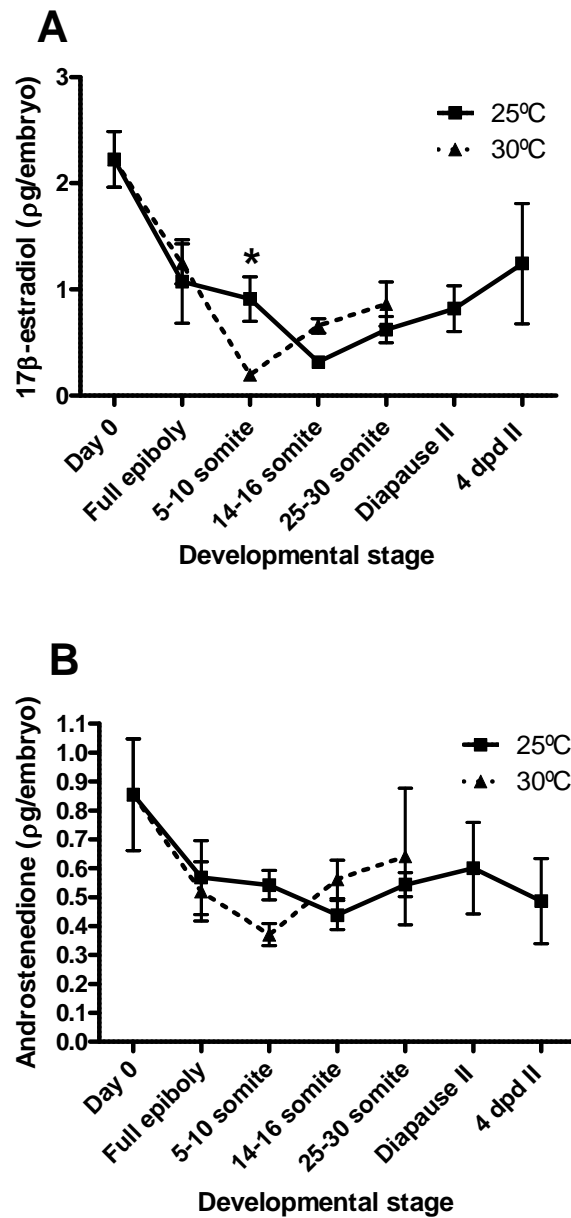 A
17β-estradiol (ρg/embryo)
3
2
1
0
25ºC
30ºC
*
Day 0
Full epiboly
5-10 somite
14-16 somite
25-30 somite
Diapause II
4 dpd II
Developmental stage
B
Androstenedione (ρg/embryo)
1.1
1.0
0.9
0.8
0.7
0.6
0.5
0.4
0.3
0.2
0.1
0.0
25ºC
30ºC
Day 0
Full epiboly
5-10 somite
14-16 somite
25-30 somite
Diapause II
4 dpd II
Developmental stage